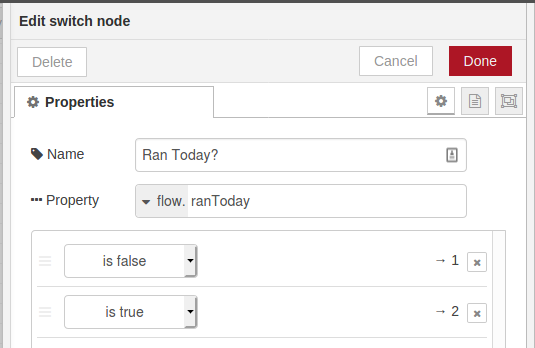 Edit switch node
Delete Cancel Done
Properties
Name Ran Today?
Property flow. ranToday
is false → 1
is true → 2